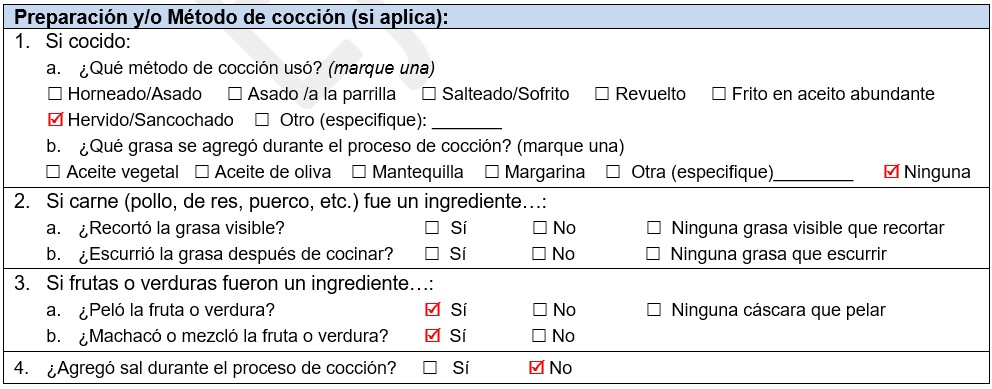 Preparación y/o Método de cocción (si aplica):
1. Si cocido:
a. ¿Qué método de cocción usó? (marque una)
☐ Horneado/Asado ☐ Asado /a la parrilla ☐ Salteado/Sofrito ☐ Revuelto ☐ Frito en aceite abundante
☑ Hervido/Sancochado ☐ Otro (especifique): _______
b. ¿Qué grasa se agregó durante el proceso de cocción? (marque una)
☐ Aceite vegetal ☐ Aceite de oliva ☐ Mantequilla ☐ Margarina ☐ Otra (especifique)________ ☑ Ninguna
2. Si carne (pollo, de res, puerco, etc.) fue un ingrediente…:
a. ¿Recortó la grasa visible? ☐ Sí ☐ No ☐ Ninguna grasa visible que recortar
b. ¿Escurrió la grasa después de cocinar? ☐ Sí ☐ No ☐ Ninguna grasa que escurrir
3. Si frutas o verduras fueron un ingrediente…:
a. ¿Peló la fruta o verdura? ☑ Sí ☐ No ☐ Ninguna cáscara que pelar
b. ¿Machacó o mezcló la fruta o verdura? ☑ Sí ☐ No
4. ¿Agregó sal durante el proceso de cocción? ☐ Sí ☑ No